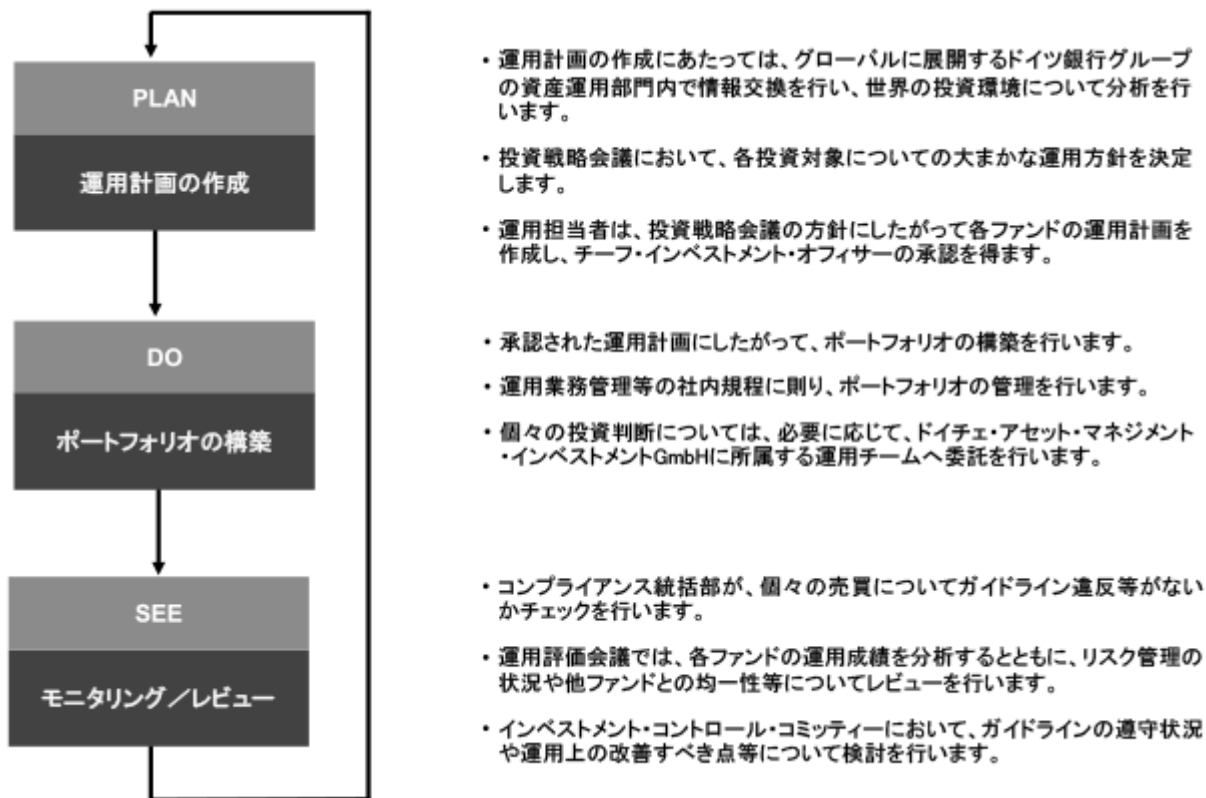 PLAN
運用計画の作成
・運用計画の作成にあたっては、グローバルに展開するドイツ銀行グループ
の資産運用部門内で情報交換を行い、世界の投資環境について分析を行
います。
・投資戦略会議において、各投資対象についての大まかな運用方針を決定
します。
・運用担当者は、投資戦略会議の方針にしたがって各ファンドの運用計画を
作成し、チーフ・インベストメント・オフィサーの承認を得ます。
DO
ポートフォリオの構築
・承認された運用計画にしたがって、ポートフォリオの構築を行います。
・運用業務管理等の社内規程に則り、ポートフォリオの管理を行います。
・個々の投資判断については、必要に応じて、ドイチェ・アセット・マネジメント
・インベストメントGmbHに所属する運用チームへ委託を行います。
SEE
モニタリング／レビュー
・コンプライアンス統括部が、個々の売買についてガイドライン違反等がない
かチェックを行います。
・運用評価会議では、各ファンドの運用成績を分析するとともに、リスク管理の
状況や他ファンドとの均一性等についてレビューを行います。
・インベストメント・コントロール・コミッティーにおいて、ガイドラインの遵守状況
や運用上の改善すべき点等について検討を行います。